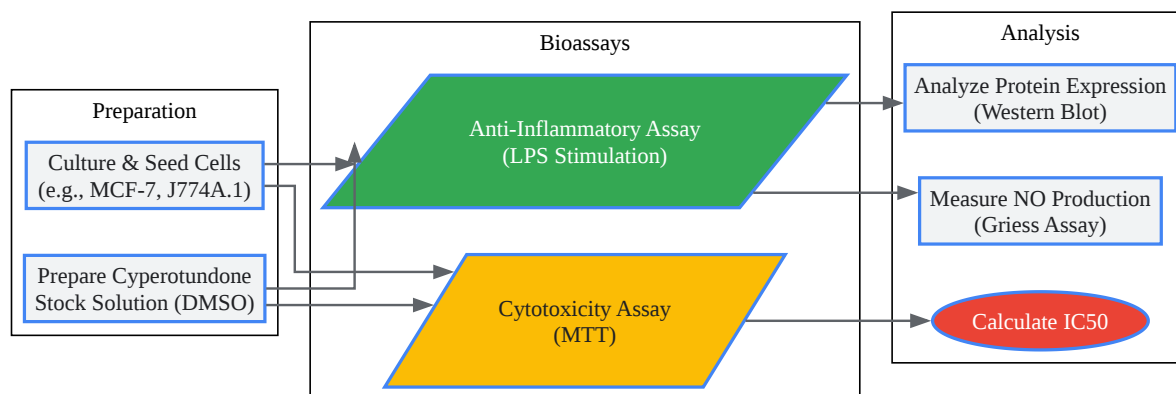 Preparation
Culture & Seed Cells
(e.g., MCF-7, J774A.1)
Prepare Cyperotundone
Stock Solution (DMSO)
Bioassays
Anti-Inflammatory Assay
(LPS Stimulation)
Cytotoxicity Assay
(MTT)
Analysis
Analyze Protein Expression
(Western Blot)
Measure NO Production
(Griess Assay)
Calculate IC50